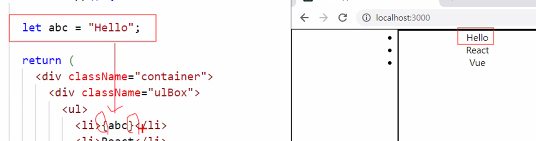 let abc = "Hello";
return (
<div className="container">
<div className="ulBox">
<ul>
<li>{abc}</li>
<li>React</li>
localhost:3000
Hello
React
Vue